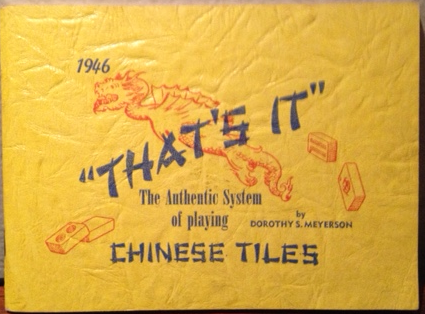 1946
"THAT'S IT"
The Authentic System
of playing
by
DOROTHY S. MEYERSON
CHINESE TILES